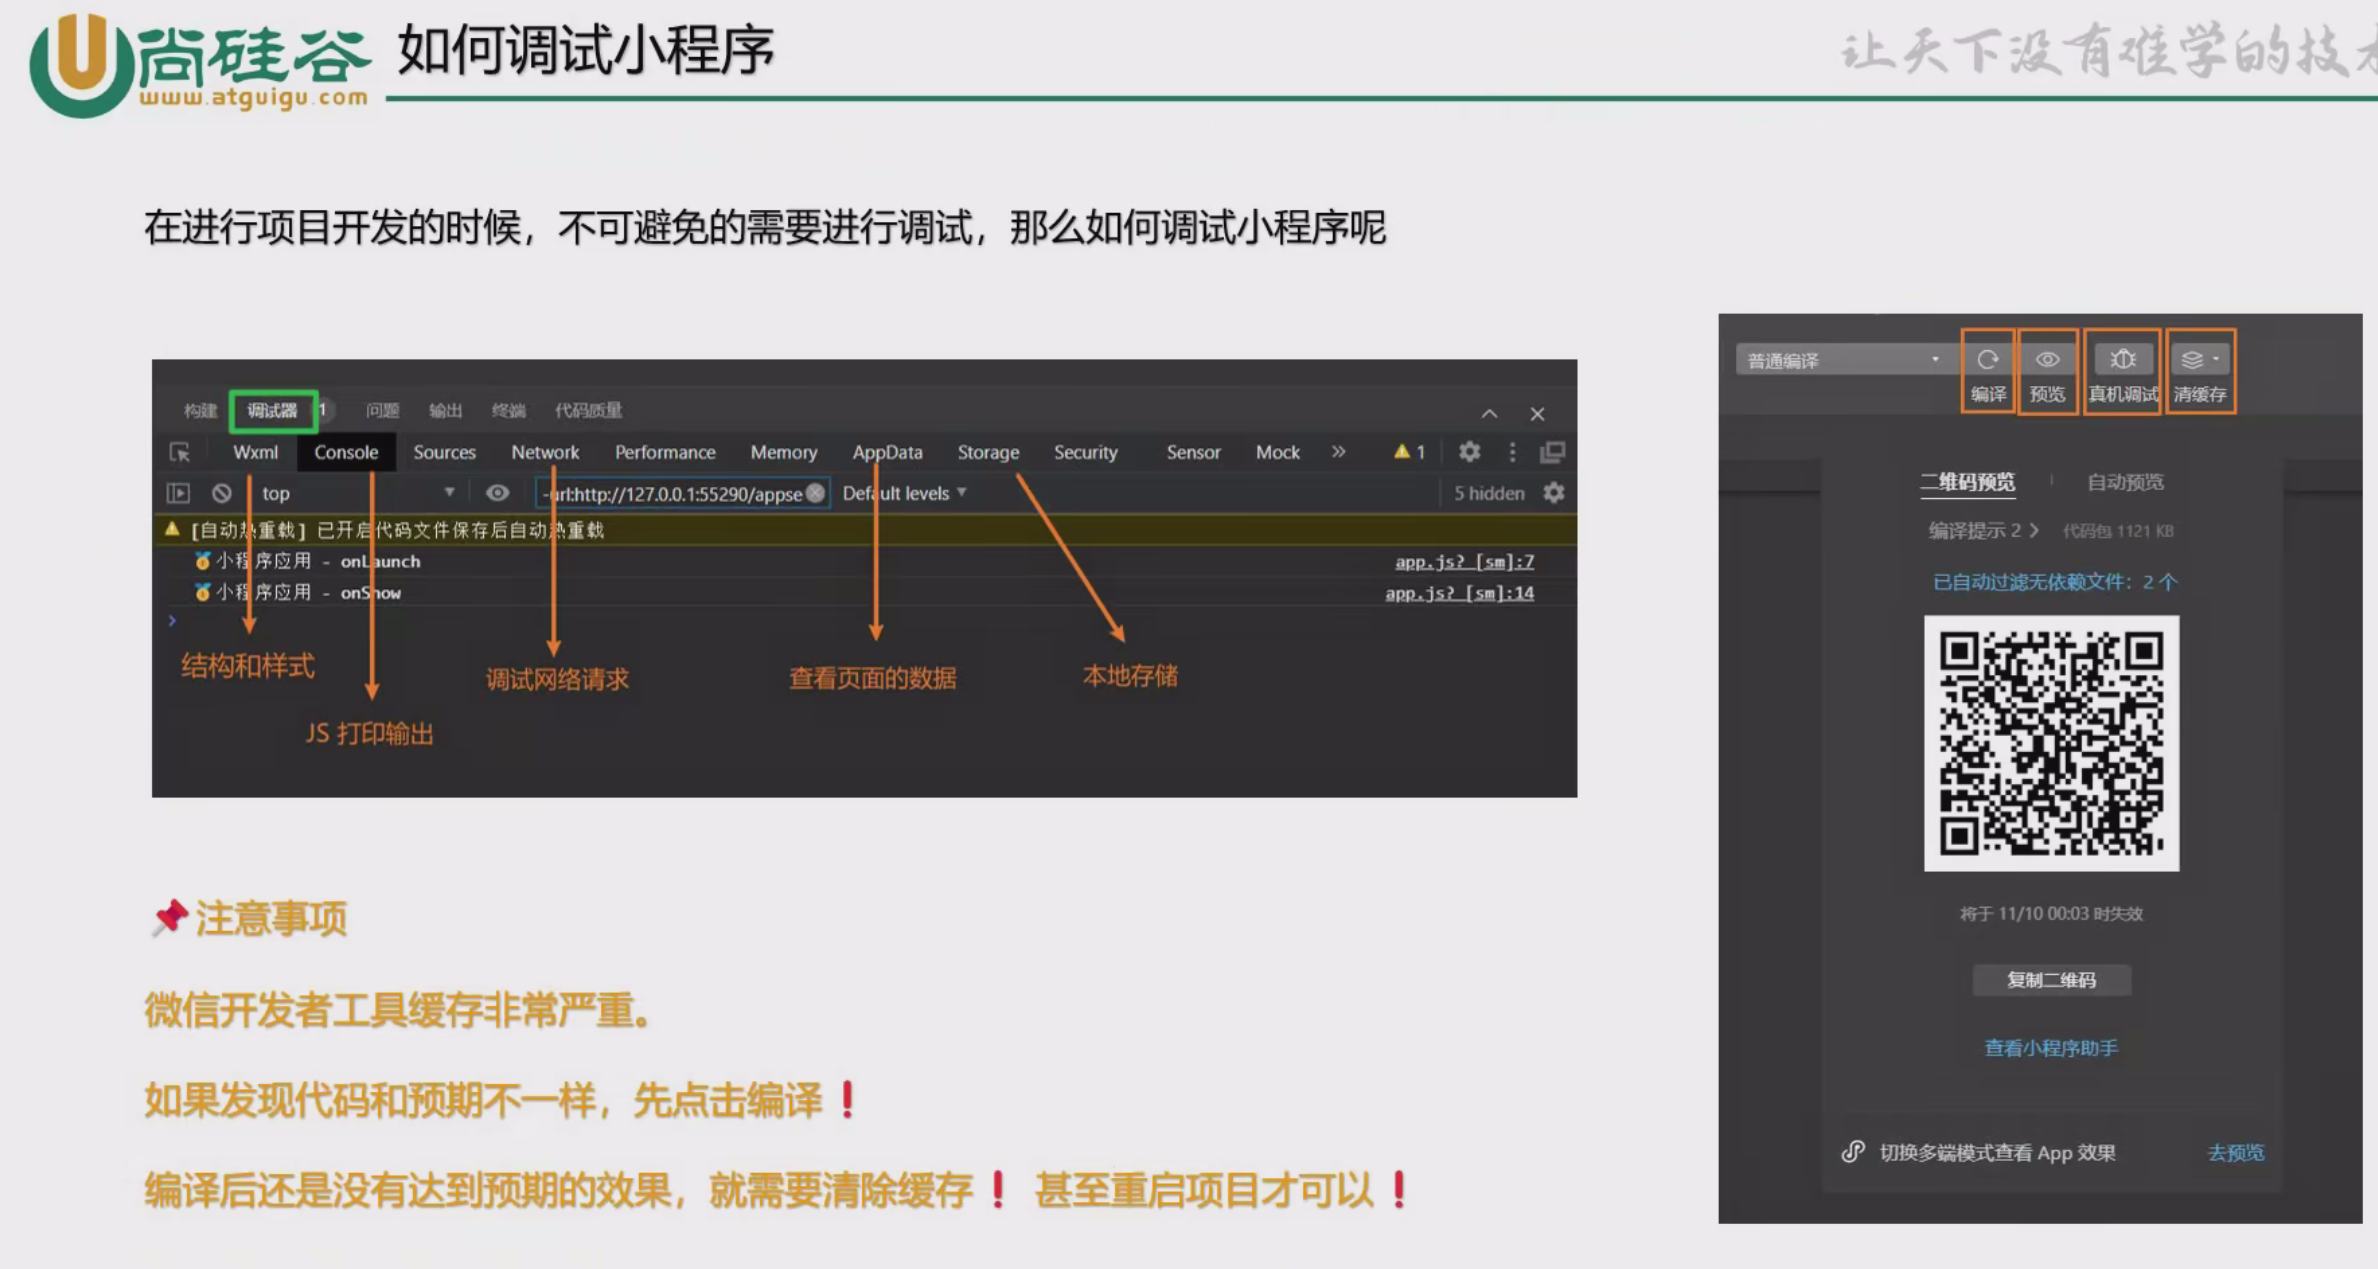 尚硅谷
www.atguigu.com
如何调试小程序
让天下没有难学的技
在进行项目开发的时候，不可避免的需要进行调试，那么如何调试小程序呢
构建 调试器 1 问题 输出 终端 代码质量
Wxml Console Sources Network Performance Memory AppData Storage Security Sensor Mock » 1
top -url:http://127.0.0.1:55290/appse Default levels 5 hidden
[自动热重载] 已开启代码文件保存后自动热重载
小程序应用 - onLaunch app.js? [sm]:7
小程序应用 - onShow app.js? [sm]:14
结构和样式
JS 打印输出
调试网络请求
查看页面的数据
本地存储
📌注意事项
微信开发者工具缓存非常严重。
如果发现代码和预期不一样，先点击编译❗
编译后还是没有达到预期的效果，就需要清除缓存❗ 甚至重启项目才可以❗
普通编译
编译 预览 真机调试 清缓存
二维码预览 自动预览
编译提示 2 > 代码包 1121 KB
已自动过滤无依赖文件：2 个
将于 11/10 00:03 时失效
复制二维码
查看小程序助手
切换多端模式查看 App 效果 去预览